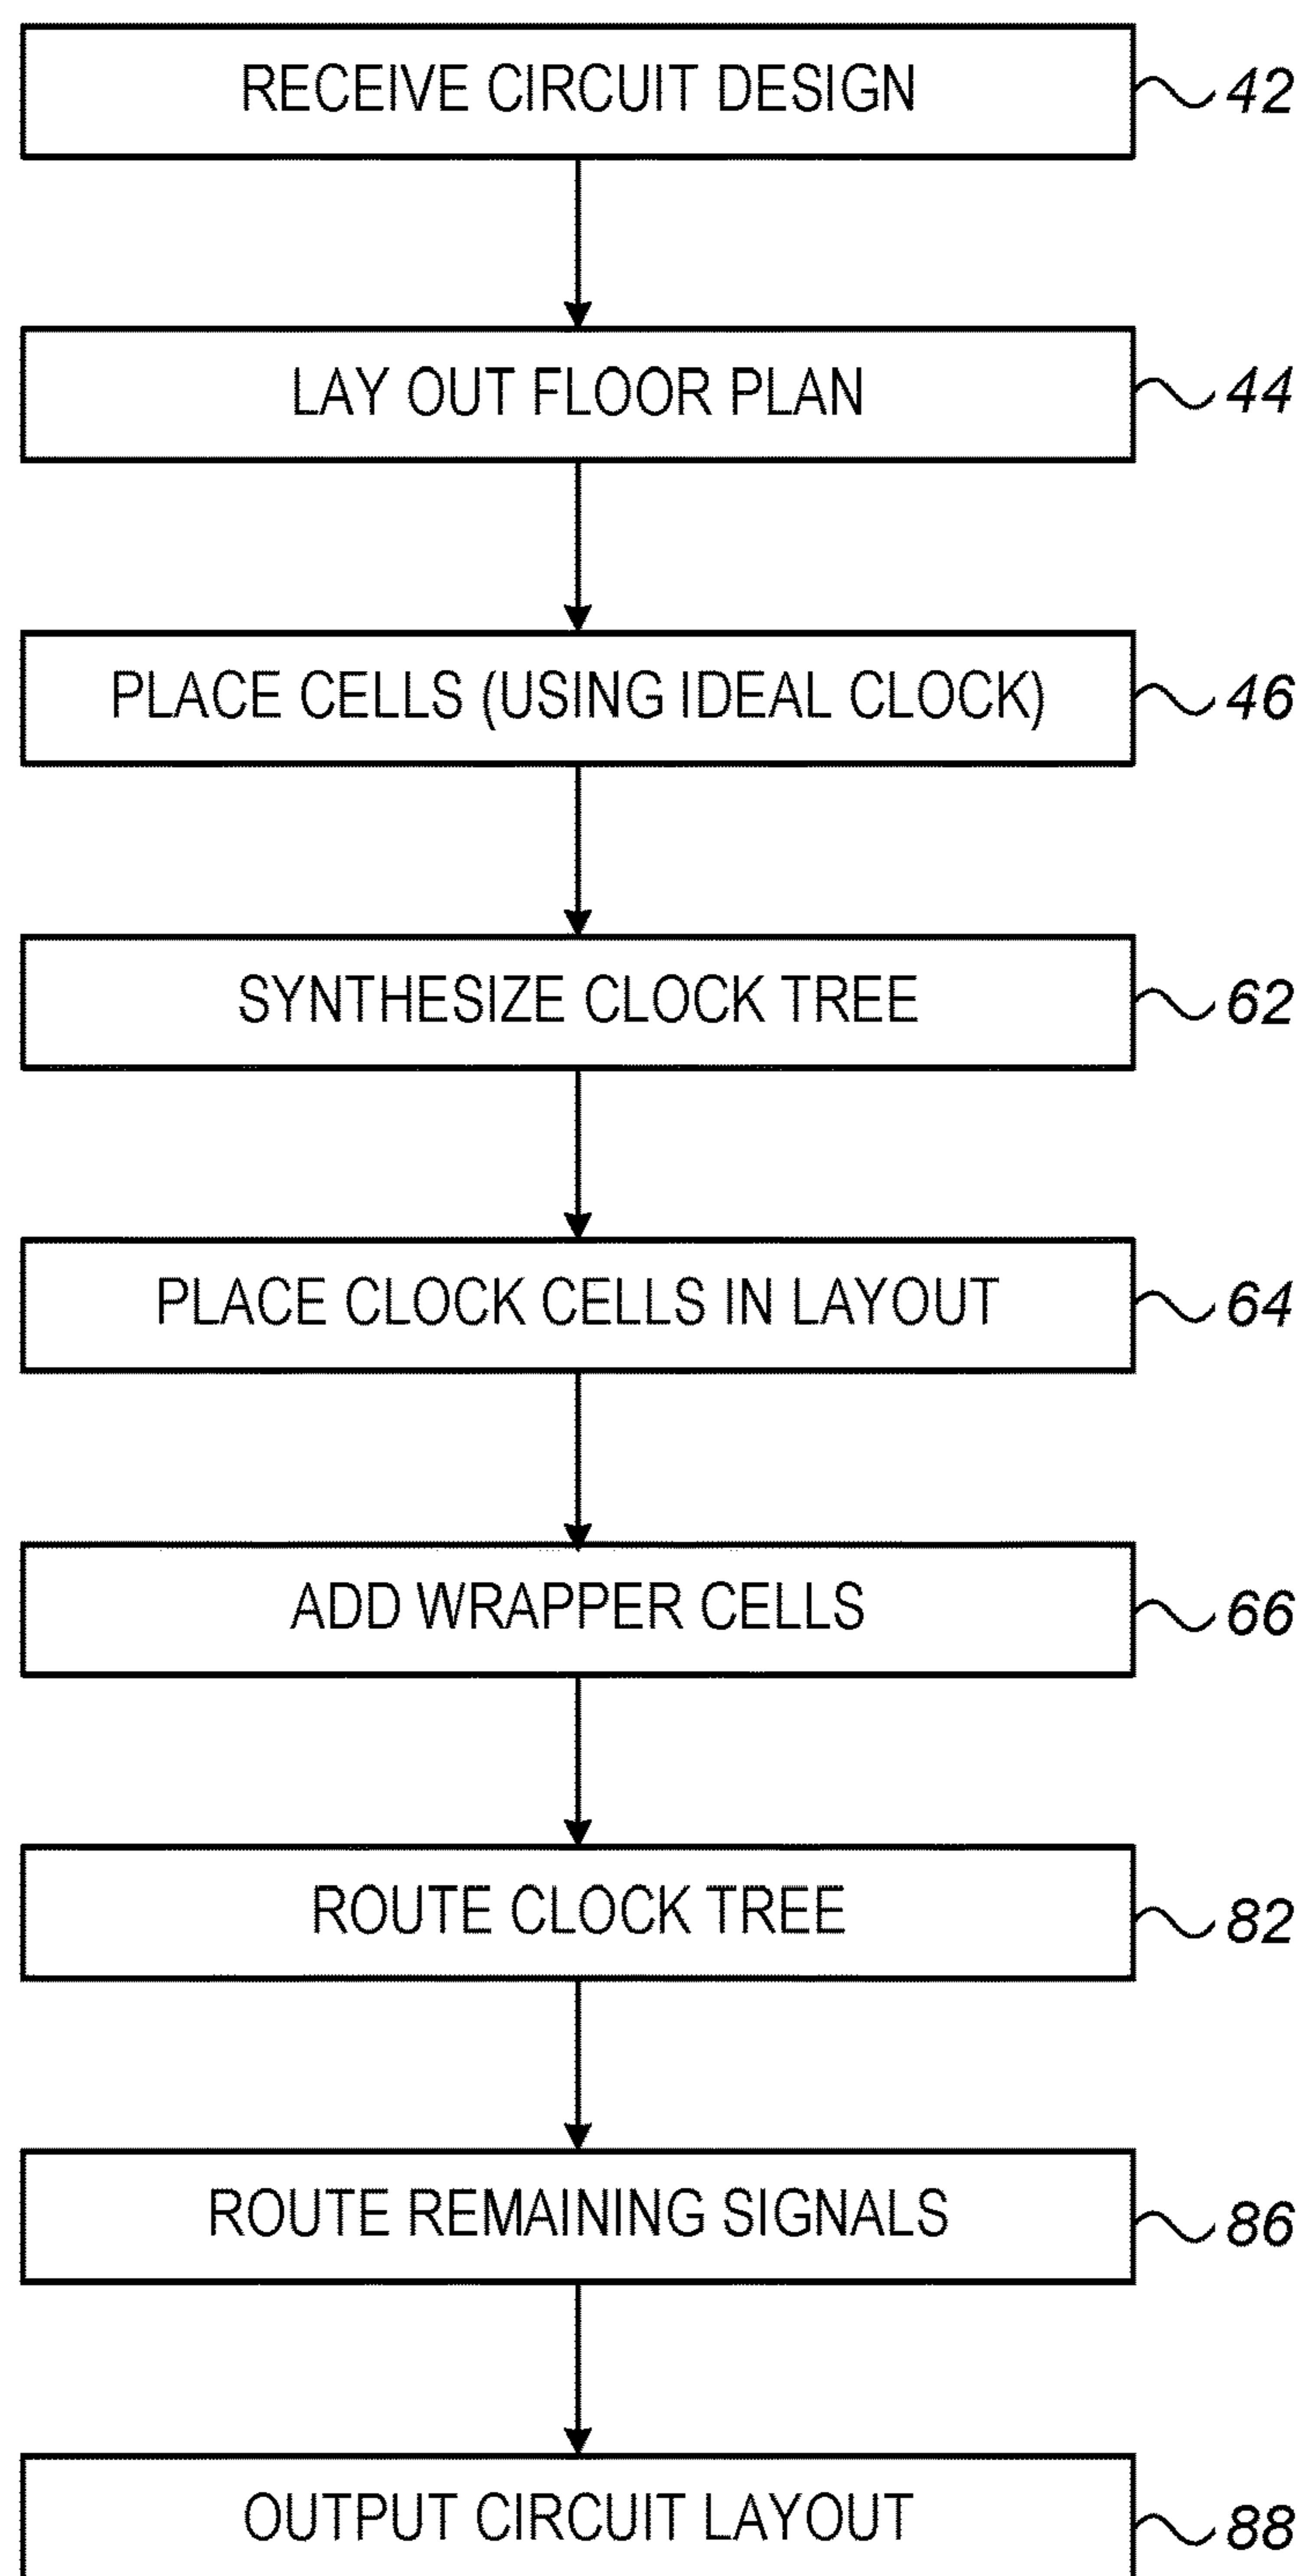 RECEIVE CIRCUIT DESIGN 42
LAY OUT FLOOR PLAN 44
PLACE CELLS (USING IDEAL CLOCK) 46
SYNTHESIZE CLOCK TREE 62
PLACE CLOCK CELLS IN LAYOUT 64
ADD WRAPPER CELLS 66
ROUTE CLOCK TREE 82
ROUTE REMAINING SIGNALS 86
OUTPUT CIRCUIT LAYOUT 88